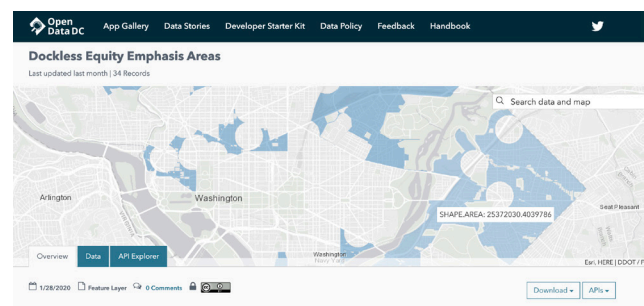 Open
Data DC
App Gallery Data Stories Developer Starter Kit Data Policy Feedback Handbook
Dockless Equity Emphasis Areas
Last updated last month | 34 Records
Search data and map
Arlington
Washington
SHAPE.AREA: 25372030.4039786
Seat Pleasant
Washington
Navy Yard
Esri, HERE | DDOT / F
Overview Data API Explorer
1/28/2020 Feature Layer 0 Comments
Download APIs